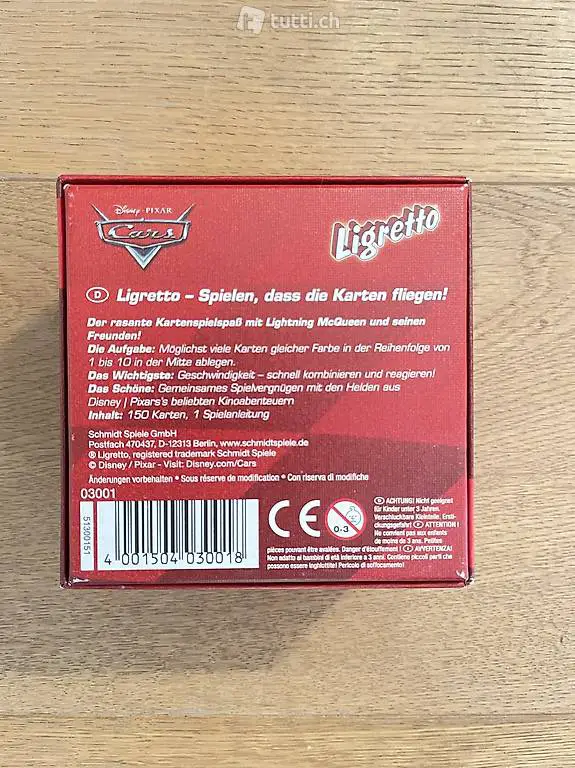 tutti.ch
Disney · PIXAR
Cars
Ligretto
D Ligretto – Spielen, dass die Karten fliegen!
Der rasante Kartenspielspaß mit Lightning McQueen und seinen
Freunden!
Die Aufgabe: Möglichst viele Karten gleicher Farbe in der Reihenfolge von
1 bis 10 in der Mitte ablegen.
Das Wichtigste: Geschwindigkeit – schnell kombinieren und reagieren!
Das Schöne: Gemeinsames Spielvergnügen mit den Helden aus
Disney | Pixars's beliebten Kinoabenteuern
Inhalt: 150 Karten, 1 Spielanleitung
Schmidt Spiele GmbH
Postfach 470437, D-12313 Berlin, www.schmidtspiele.de
® Ligretto, registered trademark Schmidt Spiele
© Disney / Pixar - Visit: Disney.com/Cars
Änderungen vorbehalten • Sous réserve de modification • Con riserva di modifiche
03001
51300151
4 001504 030018
CE
0-3
ACHTUNG! Nicht geeignet
für Kinder unter 3 Jahren.
Verschluckbare Kleinteile, Ersti-
ckungsgefahr! ATTENTION !
Ne convient pas aux enfants
de moins de 3 ans. Petites
pièces pouvant être avalées. Danger d'étouffement ! AVVERTENZA!
Non adatto ai bambini di età inferiore a 3 anni. Contiene piccoli parti che
possono essere inghiottite! Pericolo di soffocamento!